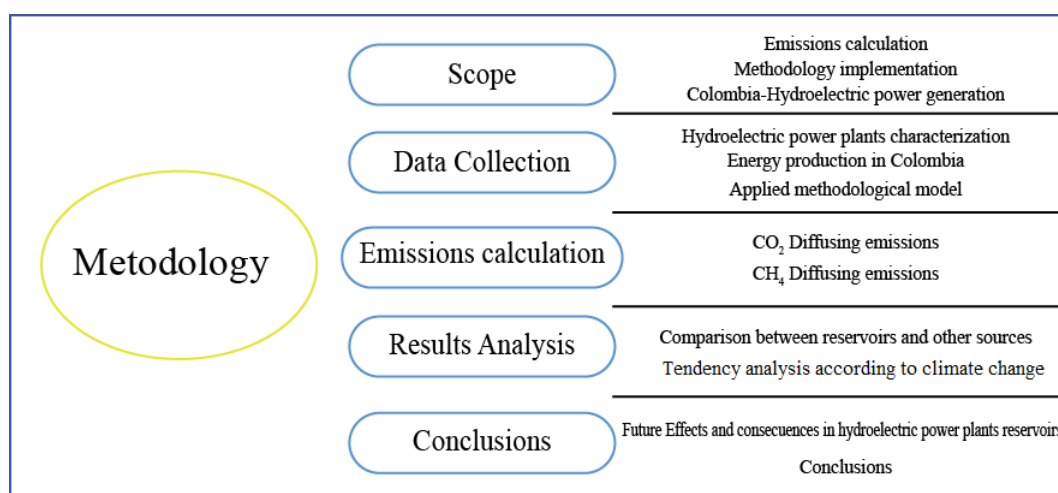 Metodology
Scope
Emissions calculation
Methodology implementation
Colombia-Hydroelectric power generation
Data Collection
Hydroelectric power plants characterization
Energy production in Colombia
Applied methodological model
Emissions calculation
CO₂ Diffusing emissions
CH₄ Diffusing emissions
Results Analysis
Comparison between reservoirs and other sources
Tendency analysis according to climate change
Conclusions
Future Effects and consecuences in hydroelectric power plants reservoirs
Conclusions